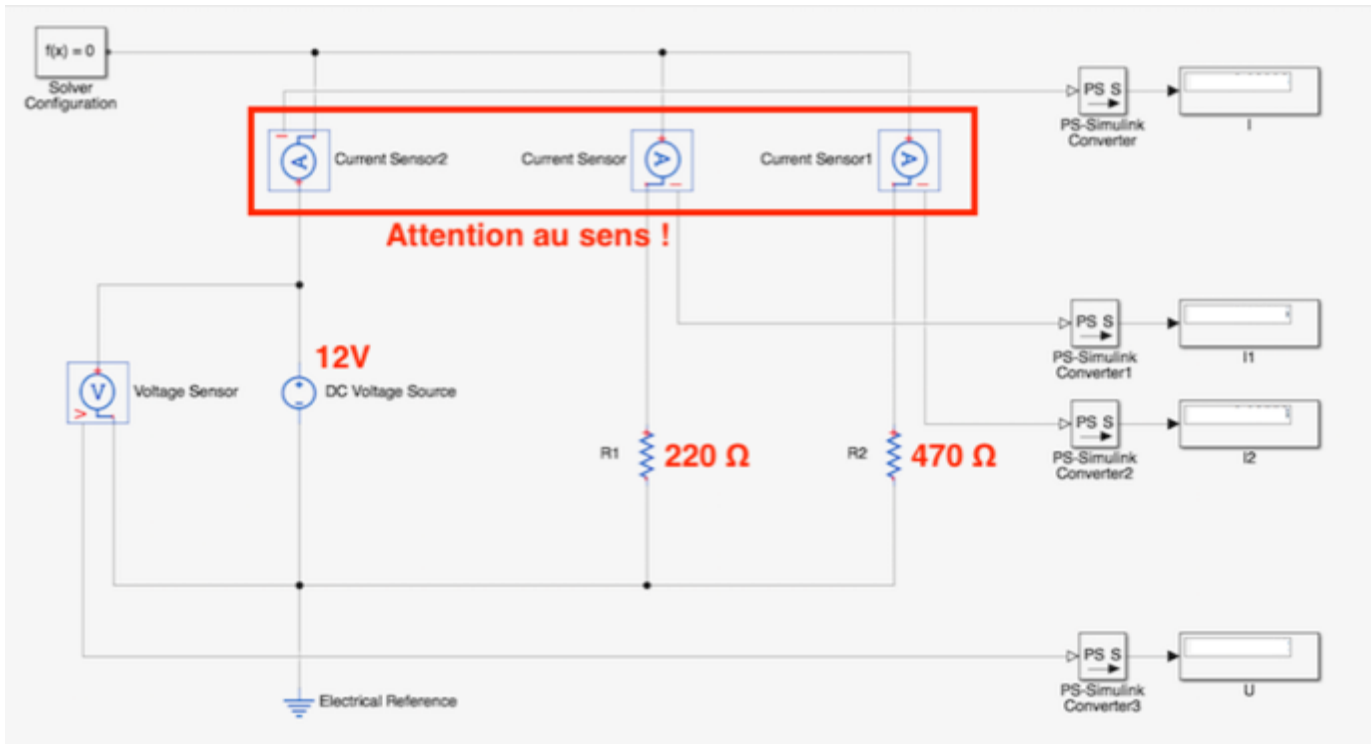 f(x) = 0
Solver
Configuration
PS S
PS-Simulink
Converter
I
A
Current Sensor2
A
Current Sensor
A
Current Sensor1
Attention au sens !
PS S
PS-Simulink
Converter1
I1
12V
V
V
Voltage Sensor
DC Voltage Source
PS S
PS-Simulink
Converter2
I2
R1
220 Ω
R2
470 Ω
PS S
PS-Simulink
Converter3
U
Electrical Reference